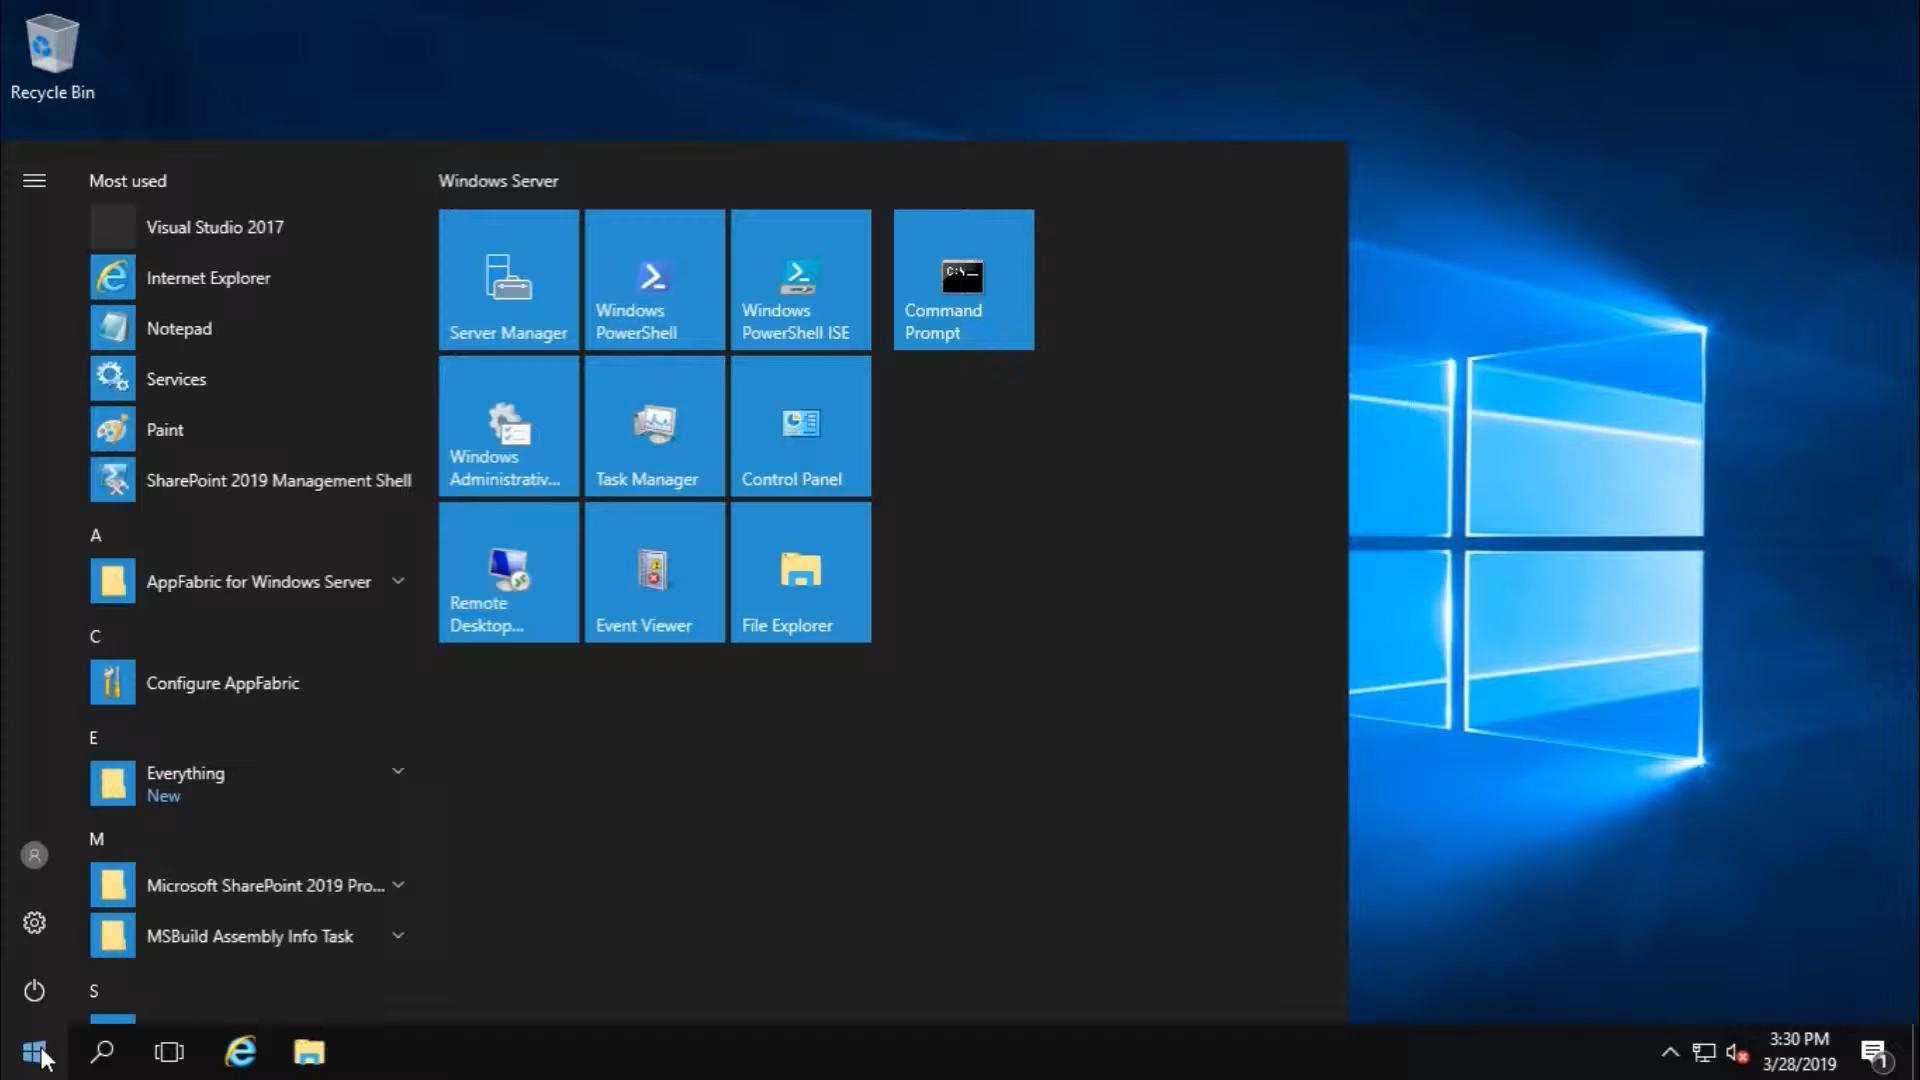 Recycle Bin
Most used
Visual Studio 2017
Internet Explorer
Notepad
Services
Paint
SharePoint 2019 Management Shell
A
AppFabric for Windows Server
C
Configure AppFabric
E
Everything
New
M
Microsoft SharePoint 2019 Pro...
MSBuild Assembly Info Task
S
Windows Server
Server Manager
Windows
PowerShell
Windows
PowerShell ISE
C:\_
Command
Prompt
Windows
Administrativ...
Task Manager
Control Panel
Remote
Desktop...
Event Viewer
File Explorer
3:30 PM
3/28/2019
1